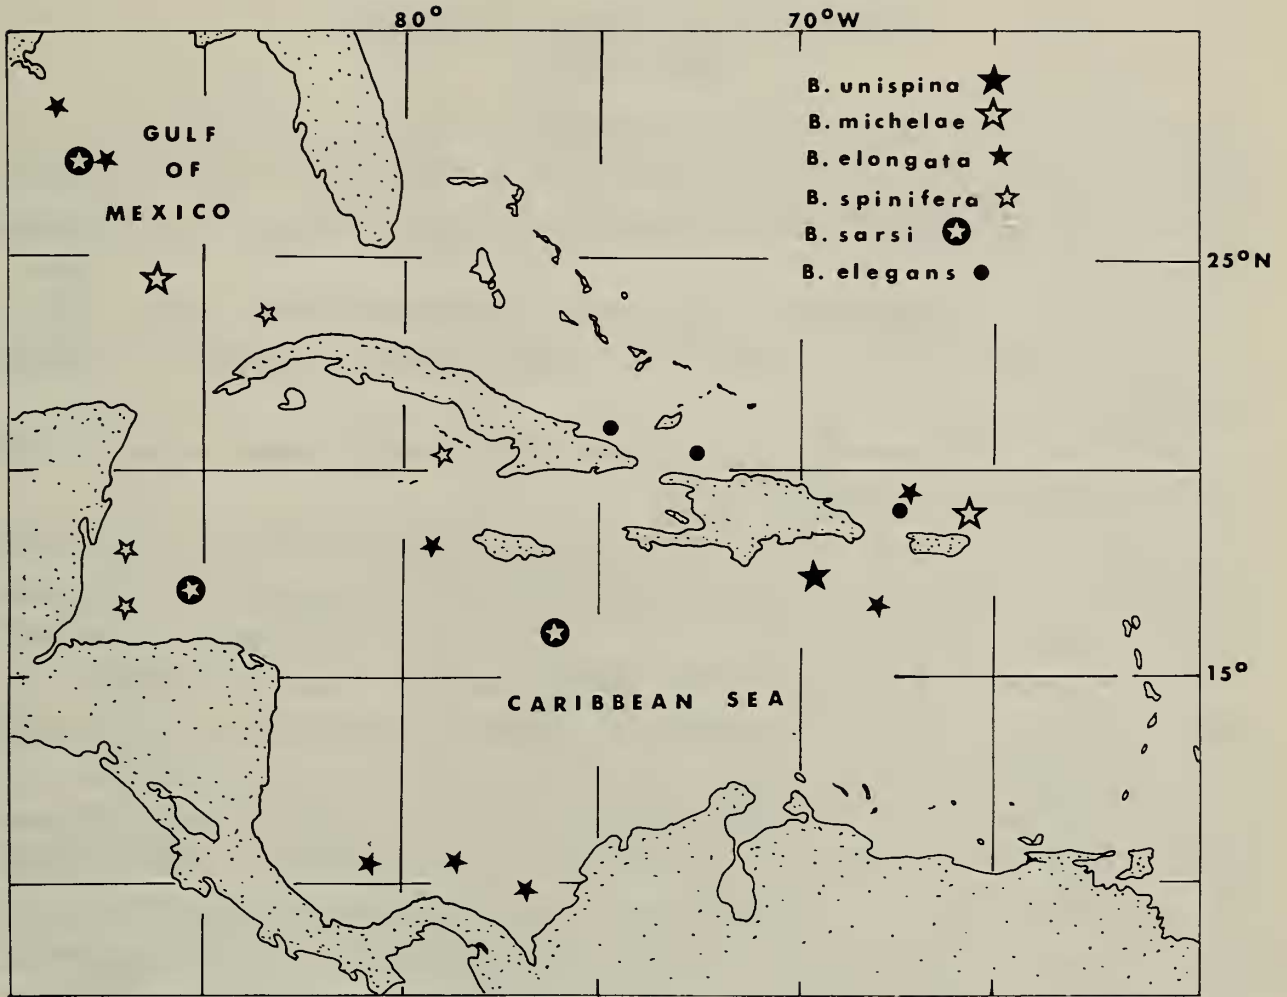 80° 70°W
B. unispina
B. michelae
B. elongata
B. spinifera
B. sarsi
B. elegans
GULF
OF
MEXICO
25°N
15°
CARIBBEAN SEA